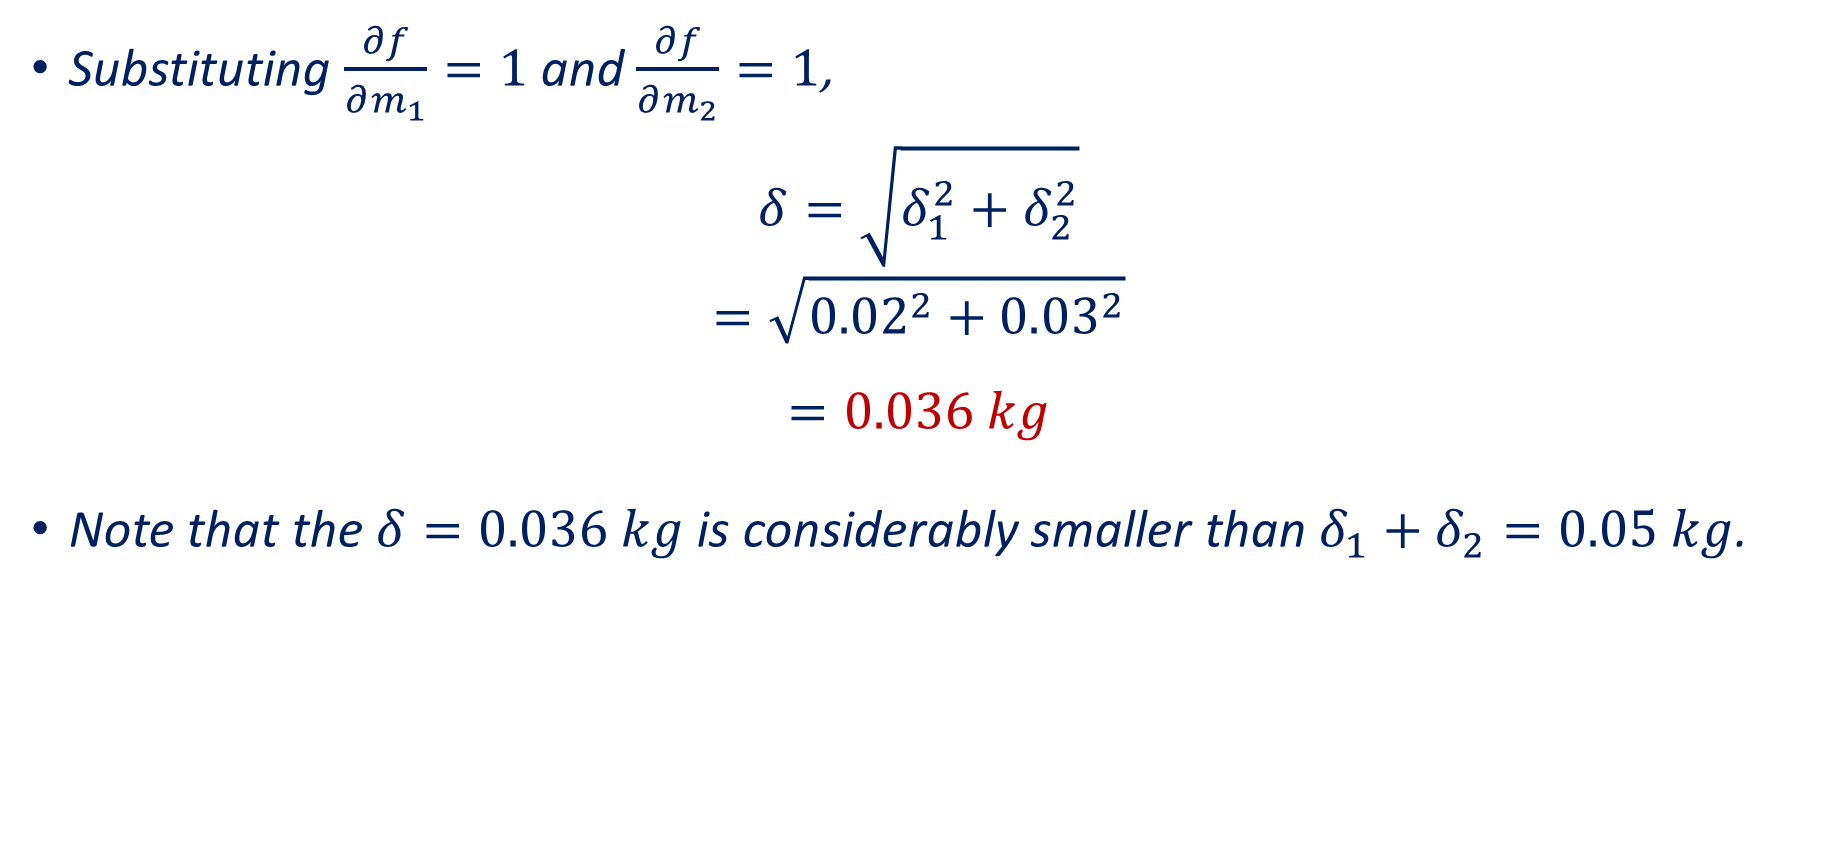 • Substituting ∂f/∂m₁ = 1 and ∂f/∂m₂ = 1,
δ = √(δ₁² + δ₂²)
= √(0.02² + 0.03²)
= 0.036 kg
• Note that the δ = 0.036 kg is considerably smaller than δ₁ + δ₂ = 0.05 kg.